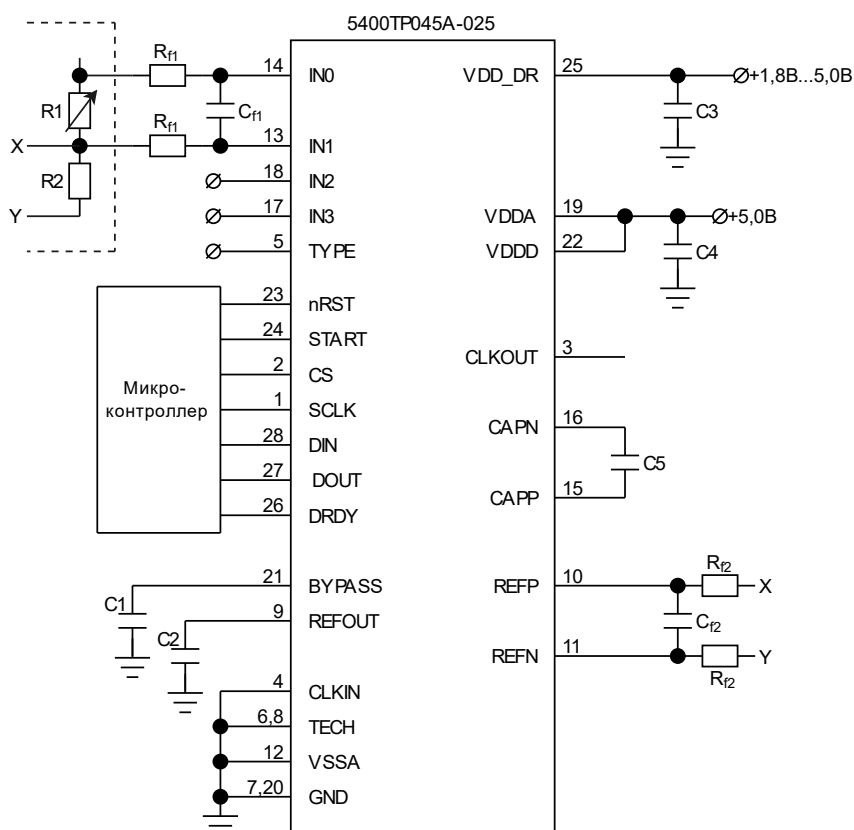 5400ТР045А-025
Rf1
14
IN0
VDD_DR
25
+1,8В...5,0В
R1
Cf1
C3
X
Rf1
13
IN1
R2
18
IN2
Y
17
IN3
VDDA
19
+5,0В
5
TYPE
VDDD
22
C4
23
nRST
24
START
CLKOUT
3
Микро-
контроллер
2
CS
1
SCLK
CAPN
16
28
DIN
C5
27
DOUT
CAPP
15
26
DRDY
21
BYPASS
REFP
10
Rf2
X
C1
9
REFOUT
Cf2
C2
REFN
11
Y
Rf2
4
CLKIN
6,8
TECH
12
VSSA
7,20
GND